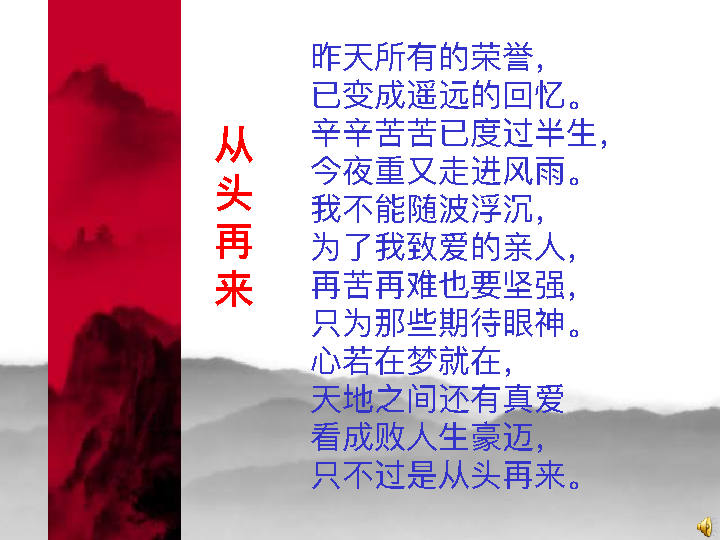 从头再来
昨天所有的荣誉，
已变成遥远的回忆。
辛辛苦苦已度过半生，
今夜重又走进风雨。
我不能随波浮沉，
为了我致爱的亲人，
再苦再难也要坚强，
只为那些期待眼神。
心若在梦就在，
天地之间还有真爱
看成败人生豪迈，
只不过是从头再来。